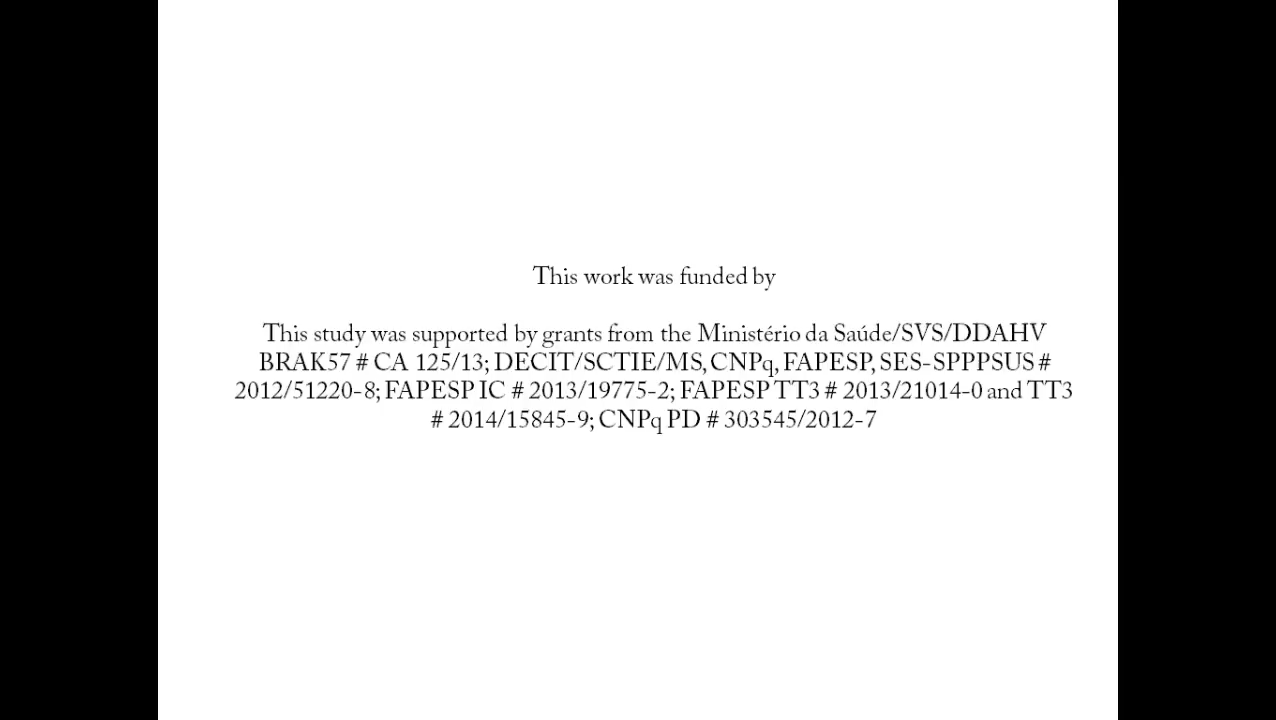 This work was funded by
This study was supported by grants from the Ministério da Saúde/SVS/DDAHV
BRAK57 # CA 125/13; DECIT/SCTIE/MS, CNPq, FAPESP, SES-SPPPSUS #
2012/51220-8; FAPESP IC # 2013/19775-2; FAPESP TT3 # 2013/21014-0 and TT3
# 2014/15845-9; CNPq PD # 303545/2012-7